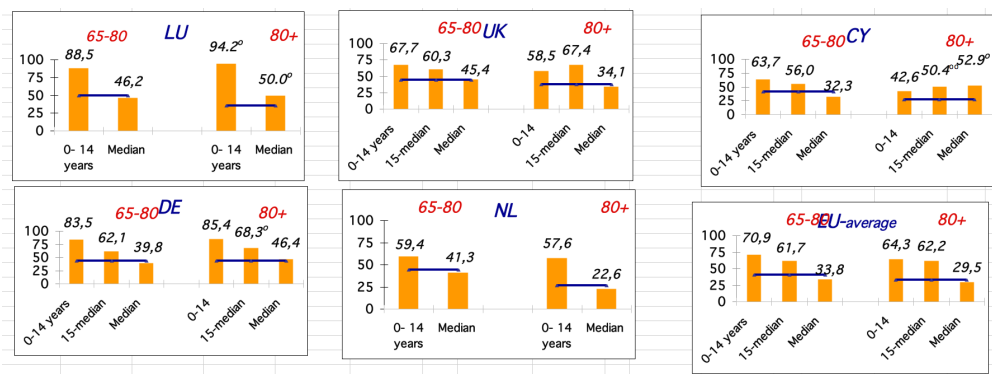 65-80 LU 80+
88,5 46,2 94.2º 50.0º
100
75
50
25
0
0- 14 years Median 0- 14 years Median
65-80 UK 80+
67,7 60,3 45,4 58,5 67,4 34,1
100
75
50
25
0
0-14 years 15-median Median 0-14 15-median Median
65-80 CY 80+
63,7 56,0 32,3 42,6 50.4ºº 52.9º
100
75
50
25
0
0-14 years 15-median Median 0-14 15-median Median
65-80 DE 80+
83,5 62,1 39,8 85,4 68,3º 46,4
100
75
50
25
0
0-14 years 15-median Median 0-14 15-median Median
65-80 NL 80+
59,4 41,3 57,6 22,6
100
75
50
25
0
0- 14 years Median 0- 14 years Median
65-80 EU-average 80+
70,9 61,7 33,8 64,3 62,2 29,5
100
75
50
25
0
0-14 years 15-median Median 0-14 15-median Median